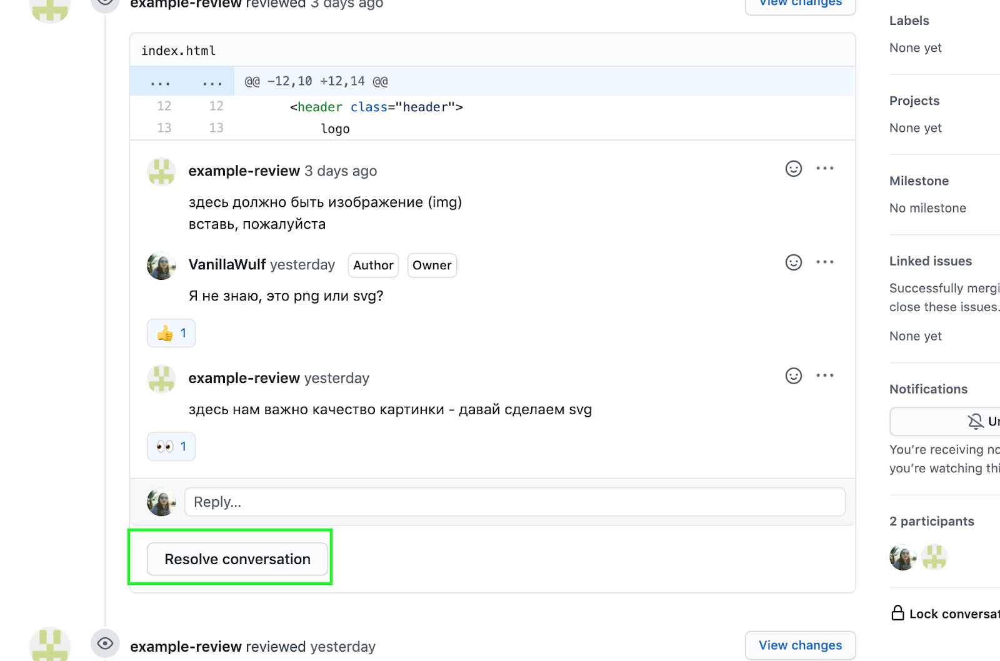 example-review reviewed 3 days ago
View changes
index.html
... ... @@ -12,10 +12,14 @@
12 12 <header class="header">
13 13 logo
example-review 3 days ago
здесь должно быть изображение (img)
вставь, пожалуйста
VanillaWulf yesterday Author Owner
Я не знаю, это png или svg?
1
example-review yesterday
здесь нам важно качество картинки - давай сделаем svg
1
Reply...
Resolve conversation
example-review reviewed yesterday
View changes
Labels
None yet
Projects
None yet
Milestone
No milestone
Linked issues
Successfully mergi
close these issues.
None yet
Notifications
Un
You’re receiving no
you’re watching thi
2 participants
Lock conversat